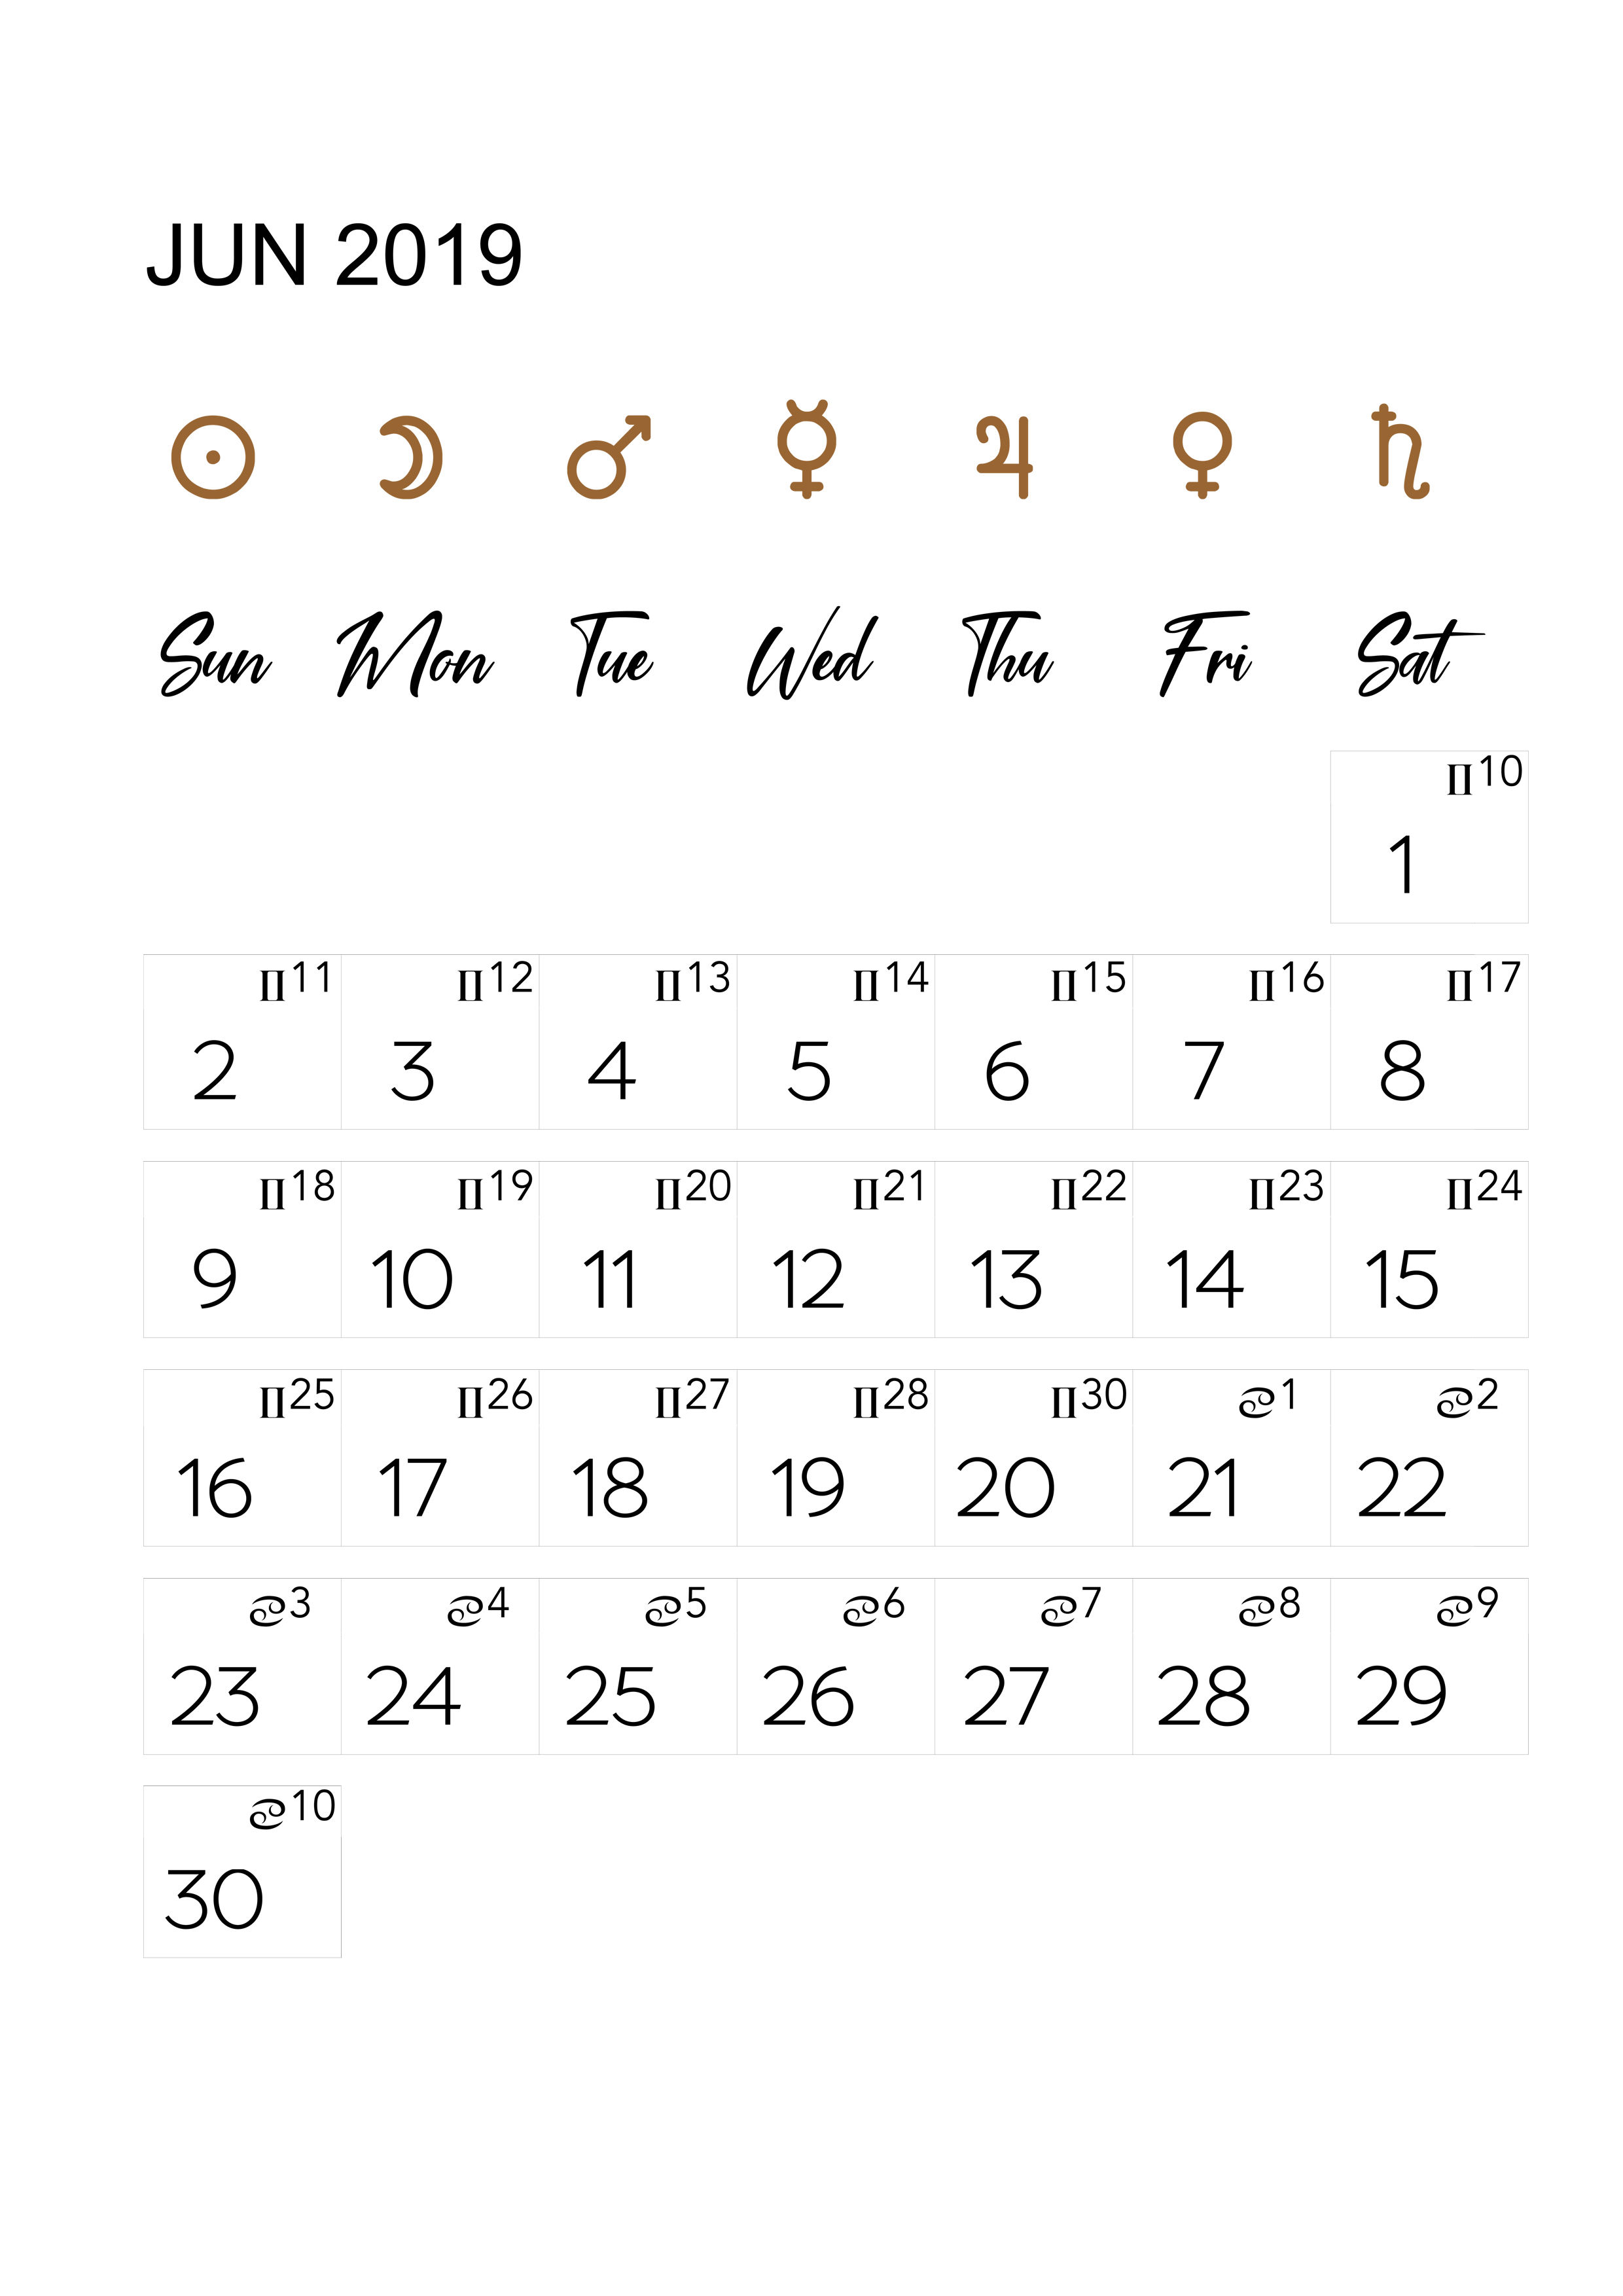 JUN 2019
☉ ☽ ♂ ☿ ♃ ♀ ♄
Sun Mon Tue Wed Thu Fri Sat
♊10
1
♊11 ♊12 ♊13 ♊14 ♊15 ♊16 ♊17
2 3 4 5 6 7 8
♊18 ♊19 ♊20 ♊21 ♊22 ♊23 ♊24
9 10 11 12 13 14 15
♊25 ♊26 ♊27 ♊28 ♊30 ♋1 ♋2
16 17 18 19 20 21 22
♋3 ♋4 ♋5 ♋6 ♋7 ♋8 ♋9
23 24 25 26 27 28 29
♋10
30